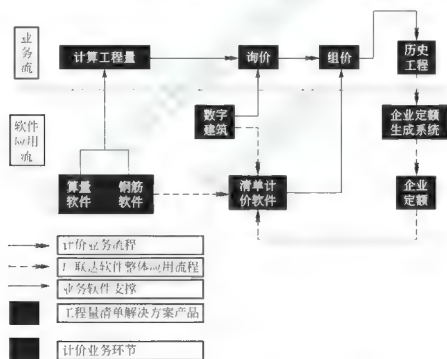 业务流
计算工程量
询价
组价
历史工程
数字建筑
企业定额生成系统
软件应用流
算量软件
钢筋软件
清单计价软件
企业定额
计价业务流程
广联达软件整体应用流程
业务软件支撑
工程量清单解决方案产品
计价业务环节